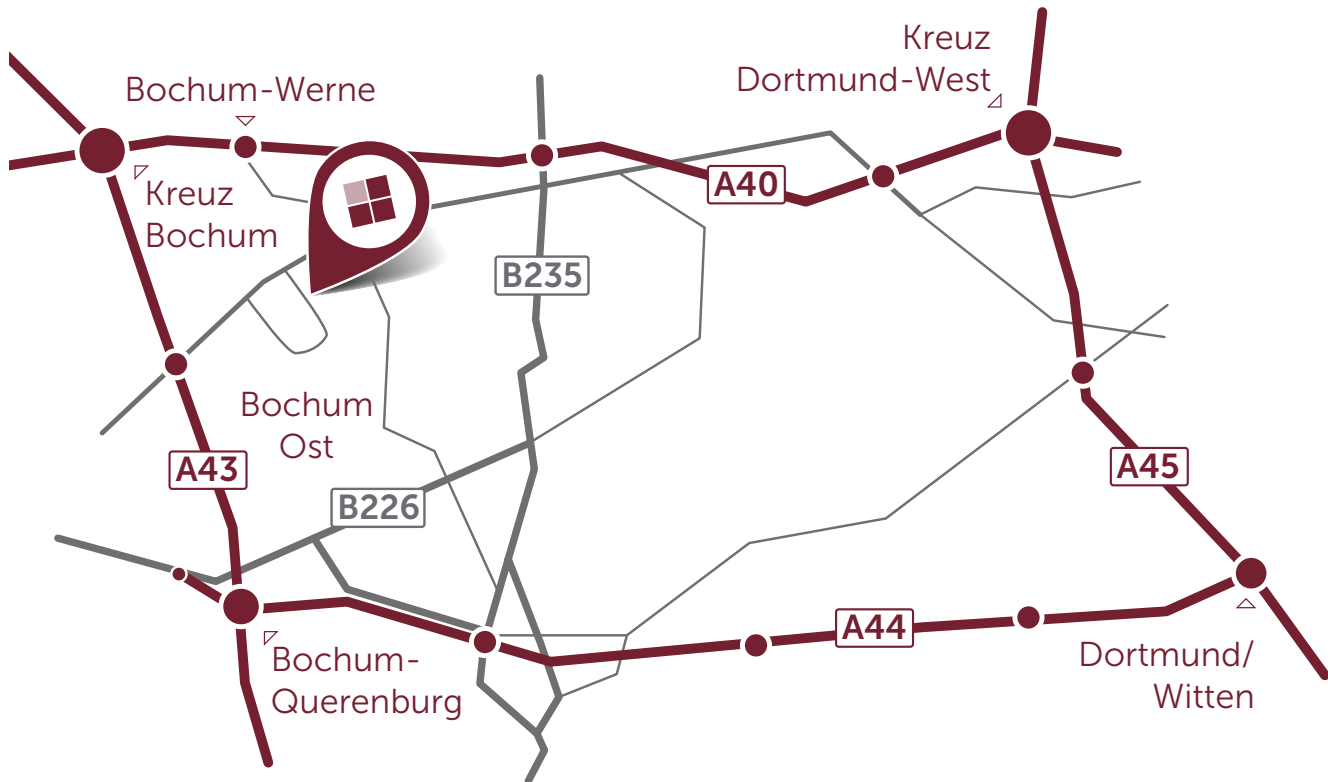 Kreuz
Dortmund-West
Bochum-Werne
A40
Kreuz
Bochum
B235
Bochum
Ost
A43
A45
B226
A44
Bochum-
Querenburg
Dortmund/
Witten